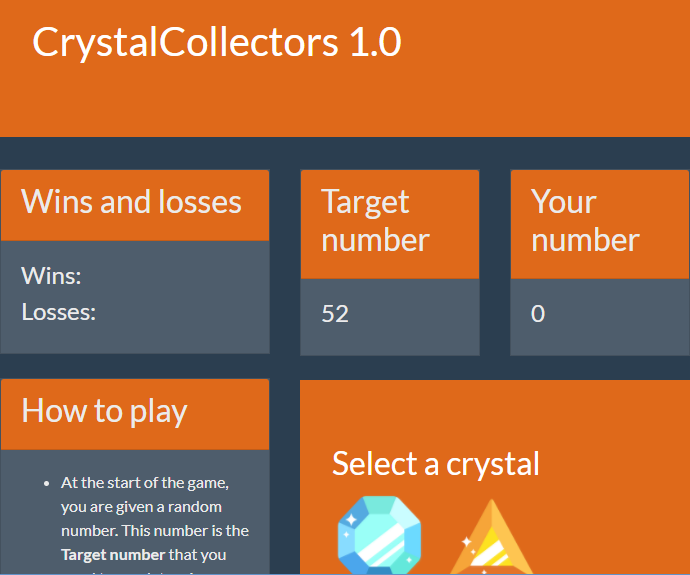 CrystalCollectors 1.0
Wins and losses
Wins:
Losses:
Target
number
52
Your
number
0
How to play
• At the start of the game,
you are given a random
number. This number is the
Target number that you
Select a crystal